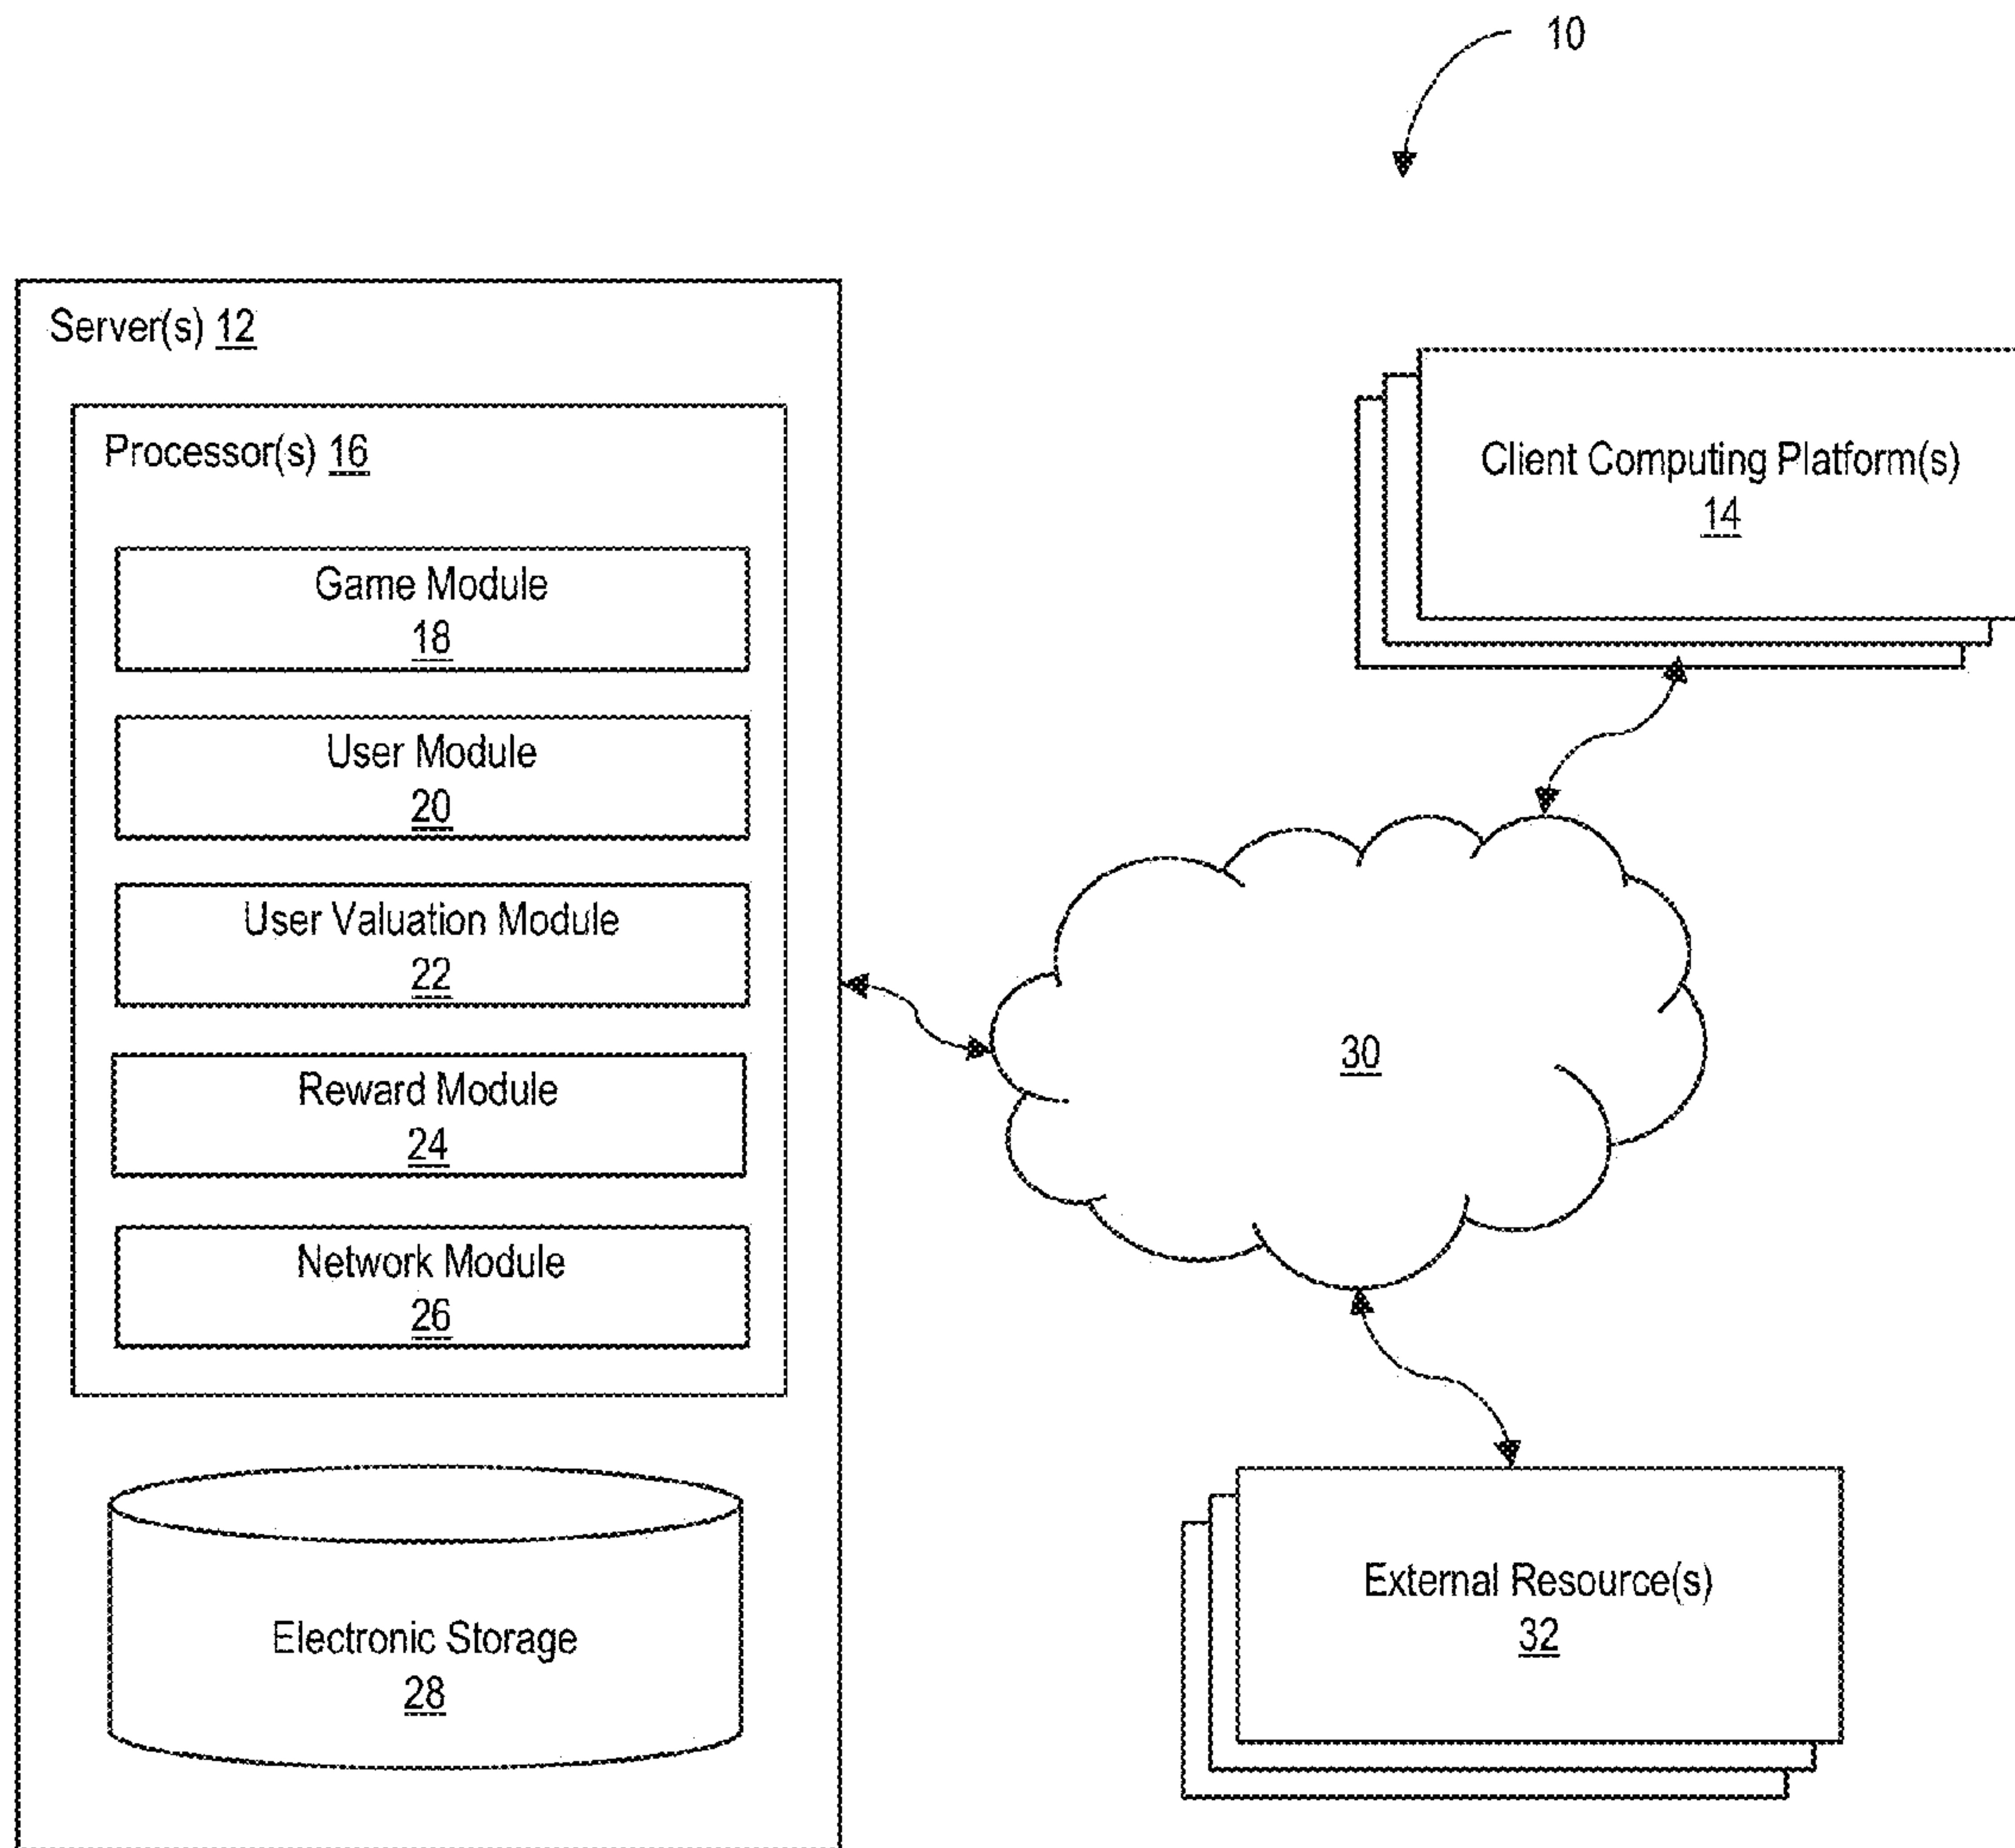 10
Server(s) 12
Processor(s) 16
Game Module
18
User Module
20
User Valuation Module
22
Reward Module
24
Network Module
26
Electronic Storage
28
Client Computing Platform(s)
14
30
External Resource(s)
32